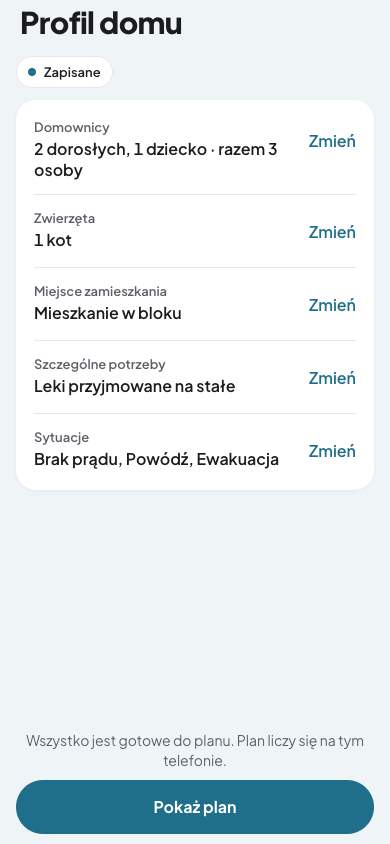 Profil domu
Zapisane
Domownicy
2 dorosłych, 1 dziecko · razem 3
osoby
Zmień
Zwierzęta
1 kot
Zmień
Miejsce zamieszkania
Mieszkanie w bloku
Zmień
Szczególne potrzeby
Leki przyjmowane na stałe
Zmień
Sytuacje
Brak prądu, Powódź, Ewakuacja
Zmień
Wszystko jest gotowe do planu. Plan liczy się na tym
telefonie.
Pokaż plan